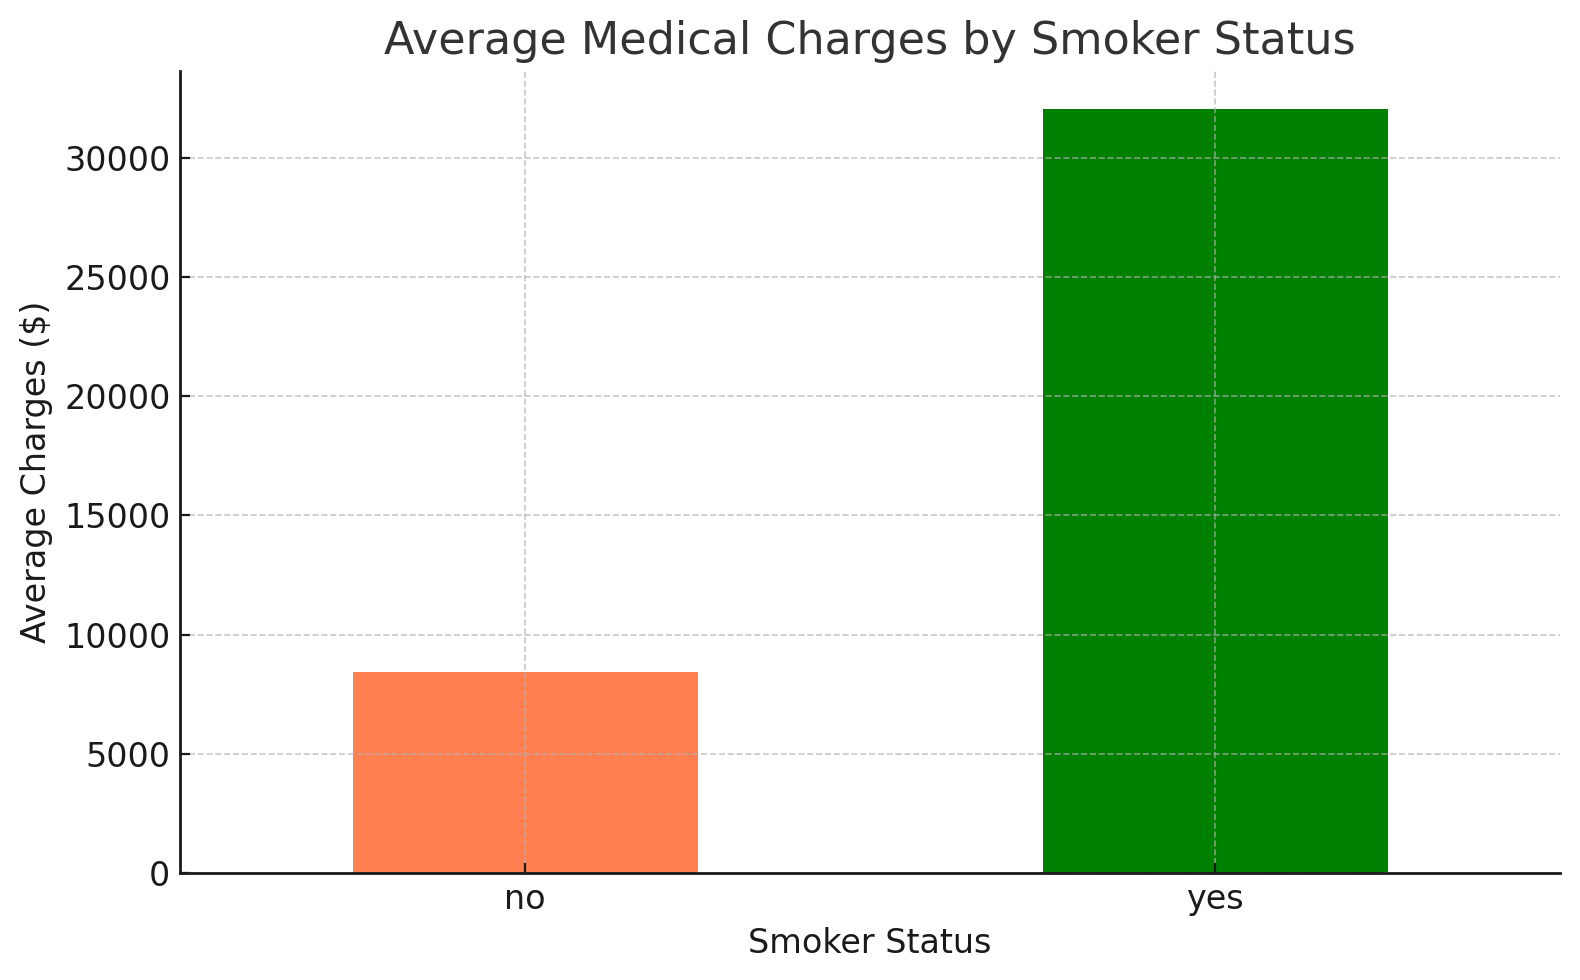 Average Medical Charges by Smoker Status
Average Charges ($)
30000
25000
20000
15000
10000
5000
0
no
yes
Smoker Status